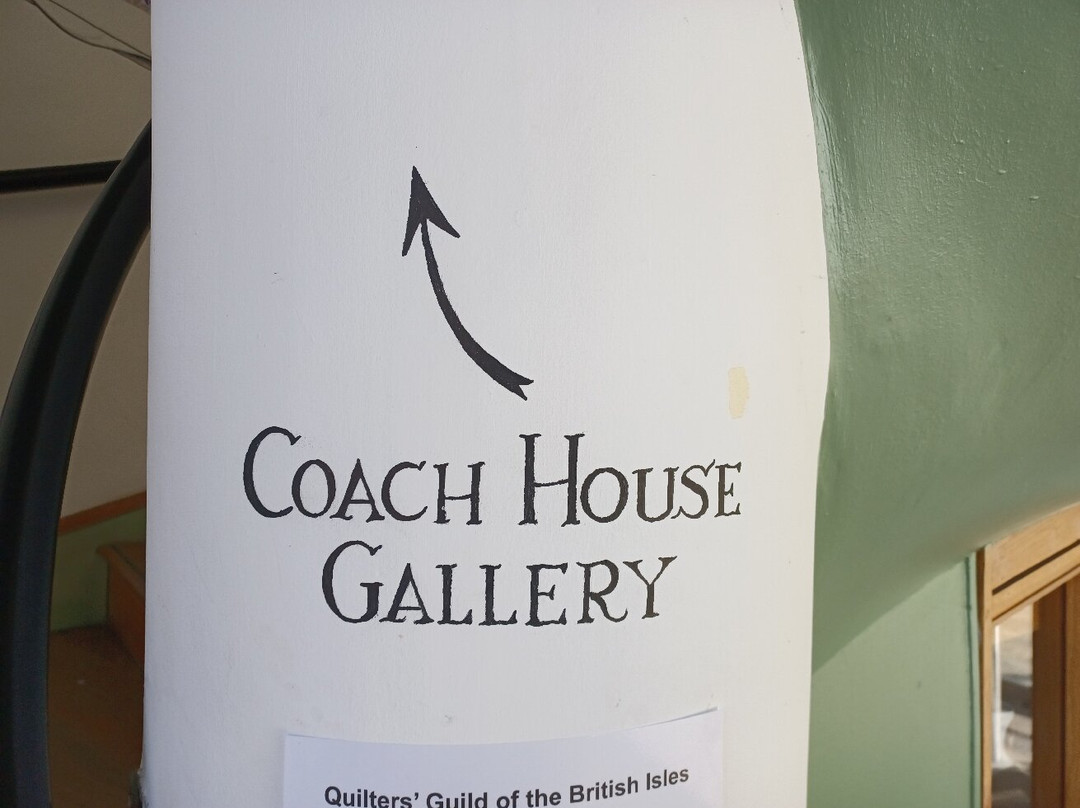 COACH HOUSE
GALLERY
Quilters' Guild of the British Isles